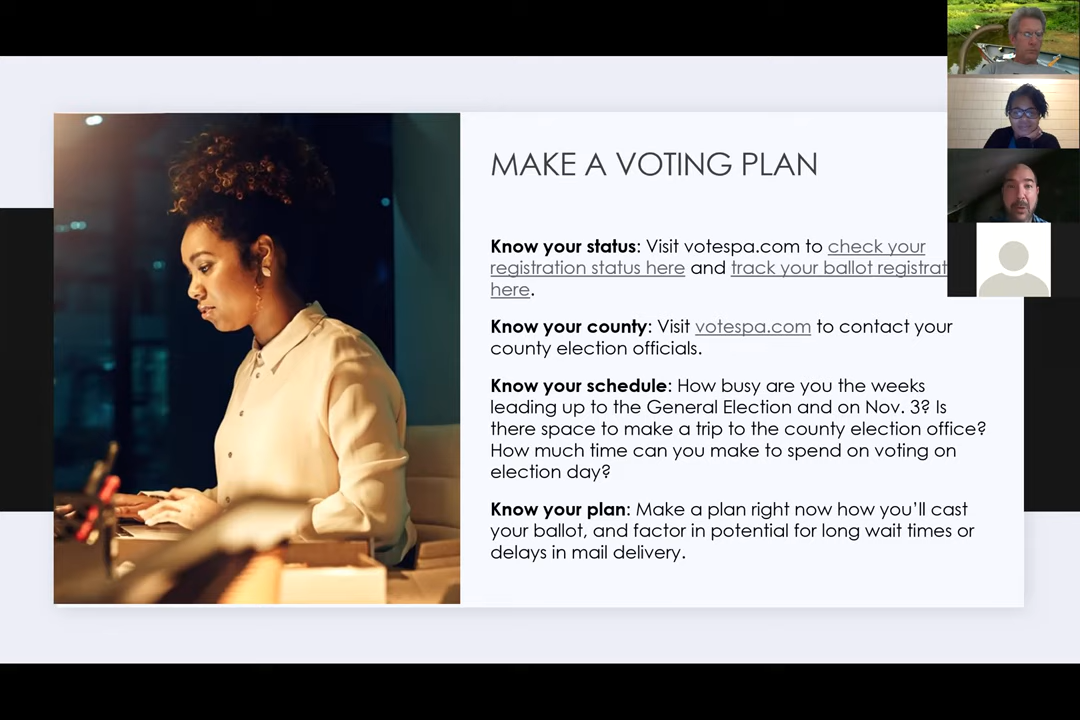 MAKE A VOTING PLAN
Know your status: Visit votespa.com to check your
registration status here and track your ballot
here.
Know your county: Visit votespa.com to contact your
county election officials.
Know your schedule: How busy are you the weeks
leading up to the General Election and on Nov. 3? Is
there space to make a trip to the county election office?
How much time can you make to spend on voting on
election day?
Know your plan: Make a plan right now how you'll cast
your ballot, and factor in potential for long wait times or
delays in mail delivery.